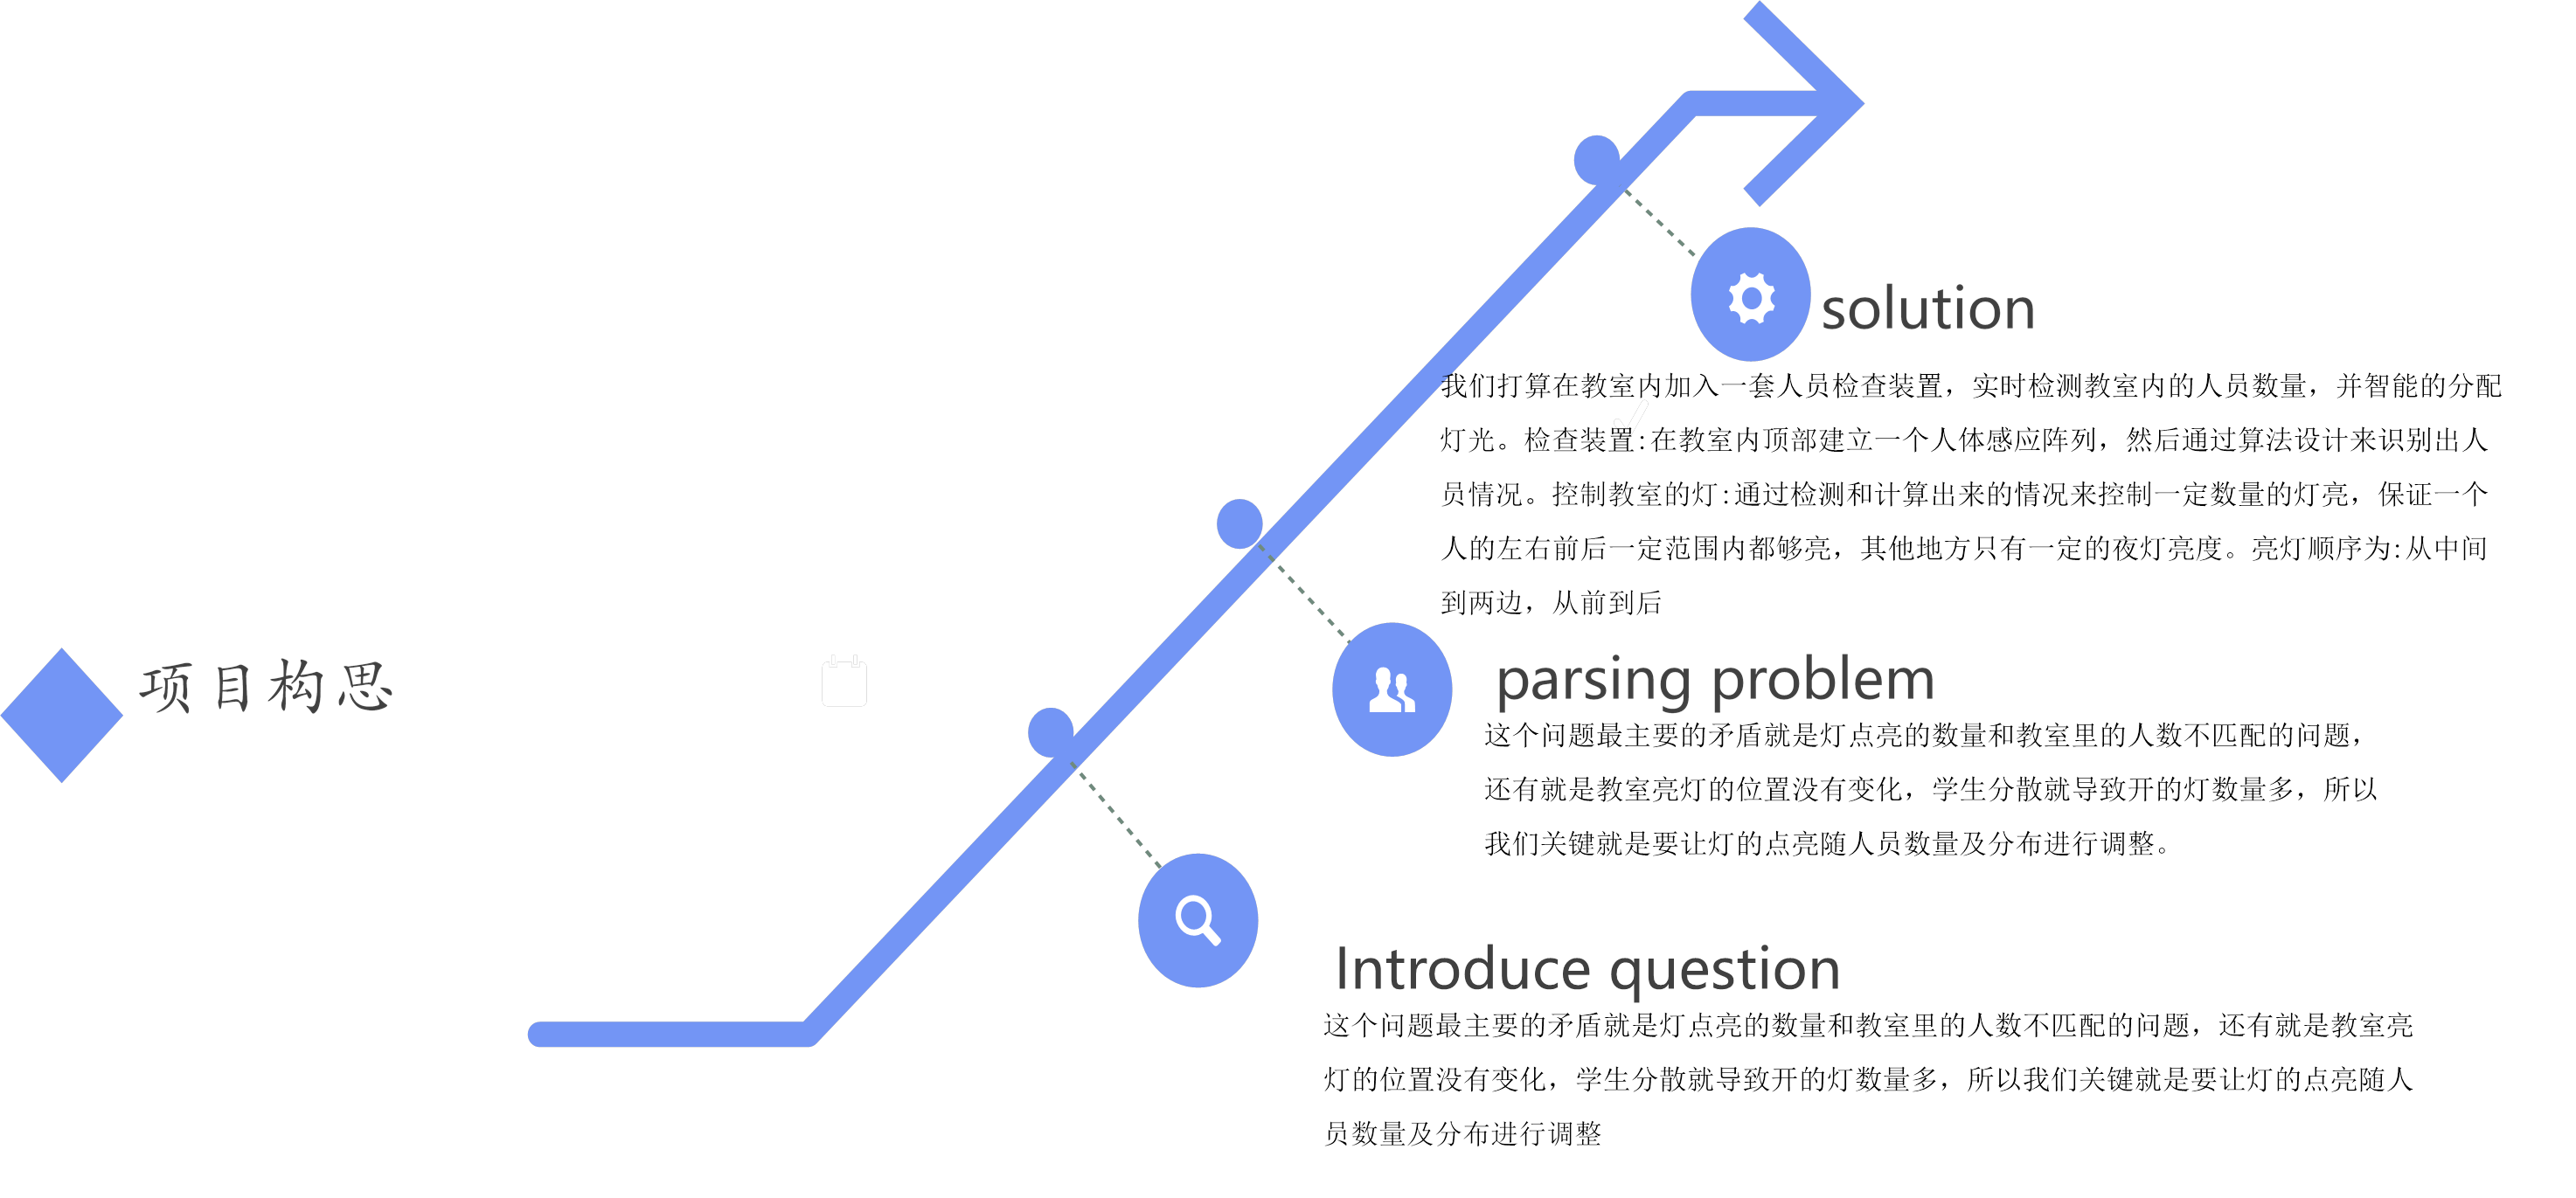 solution
我们打算在教室内加入一套人员检查装置，实时检测教室内的人员数量，并智能的分配
灯光。检查装置:在教室内顶部建立一个人体感应阵列，然后通过算法设计来识别出人
员情况。控制教室的灯:通过检测和计算出来的情况来控制一定数量的灯亮，保证一个
人的左右前后一定范围内都够亮，其他地方只有一定的夜灯亮度。亮灯顺序为:从中间
到两边，从前到后
项目构思
parsing problem
这个问题最主要的矛盾就是灯点亮的数量和教室里的人数不匹配的问题，
还有就是教室亮灯的位置没有变化，学生分散就导致开的灯数量多，所以
我们关键就是要让灯的点亮随人员数量及分布进行调整。
Introduce question
这个问题最主要的矛盾就是灯点亮的数量和教室里的人数不匹配的问题，还有就是教室亮
灯的位置没有变化，学生分散就导致开的灯数量多，所以我们关键就是要让灯的点亮随人
员数量及分布进行调整